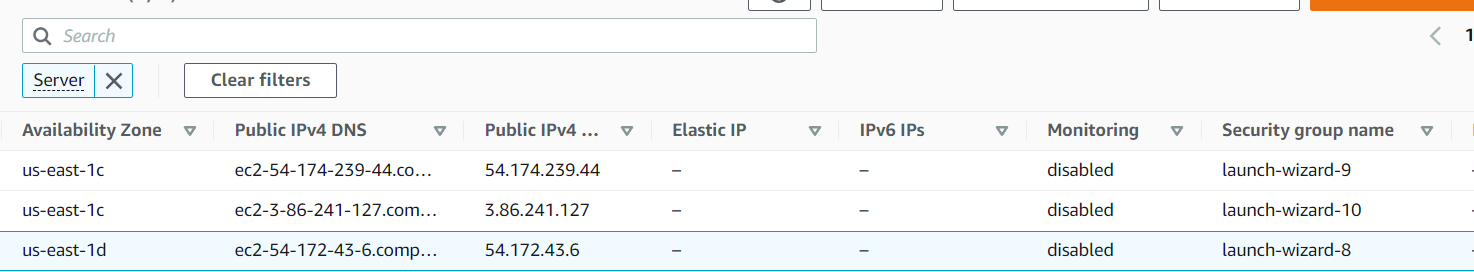 Search
Server
Clear filters
Availability Zone Public IPv4 DNS Public IPv4 ... Elastic IP IPv6 IPs Monitoring Security group name
us-east-1c ec2-54-174-239-44.co... 54.174.239.44 – – disabled launch-wizard-9
us-east-1c ec2-3-86-241-127.com... 3.86.241.127 – – disabled launch-wizard-10
us-east-1d ec2-54-172-43-6.comp... 54.172.43.6 – – disabled launch-wizard-8